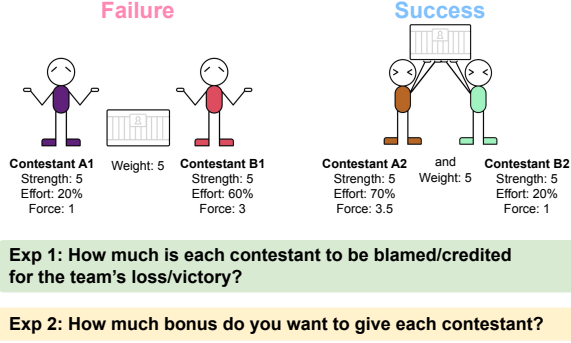 Failure
Success
Contestant A1
Strength: 5
Effort: 20%
Force: 1
Weight: 5
Contestant B1
Strength: 5
Effort: 60%
Force: 3
Contestant A2
Strength: 5
Effort: 70%
Force: 3.5
and
Weight: 5
Contestant B2
Strength: 5
Effort: 20%
Force: 1
Exp 1: How much is each contestant to be blamed/credited
for the team's loss/victory?
Exp 2: How much bonus do you want to give each contestant?